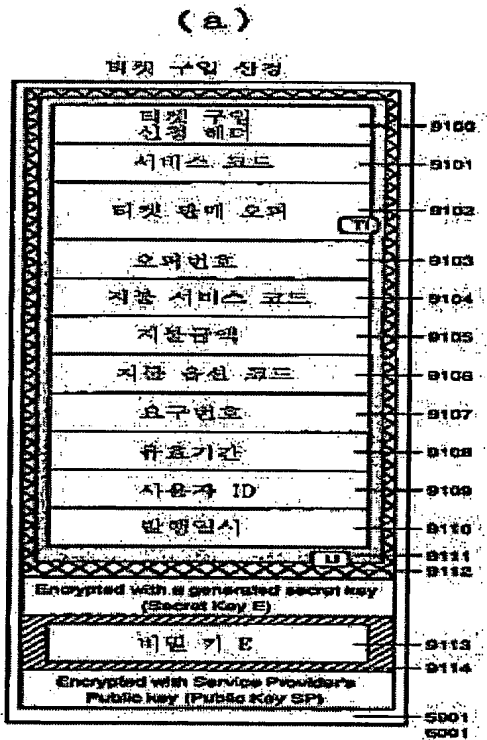 (a)
티켓 구입 신청
티켓 구입
신청 헤더
9100
서비스 코드
9101
티켓 판매 오퍼
9102
TI
오퍼번호
9103
지불 서비스 코드
9104
지불금액
9105
지불 옵션 코드
9106
요구번호
9107
유효기간
9108
사용자 ID
9109
발행일시
9110
U
9111
9112
Encrypted with a generated secret key
(Secret Key E)
비밀 키 E
9113
9114
Encrypted with Service Provider's
Public key (Public Key SP)
5001
6001